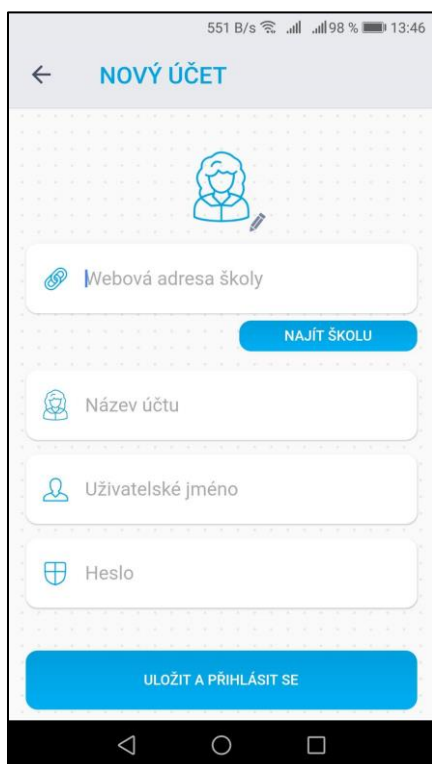 551 B/s 98 % 13:46
NOVÝ ÚČET
Webová adresa školy
NAJÍT ŠKOLU
Název účtu
Uživatelské jméno
Heslo
ULOŽIT A PŘIHLÁSIT SE